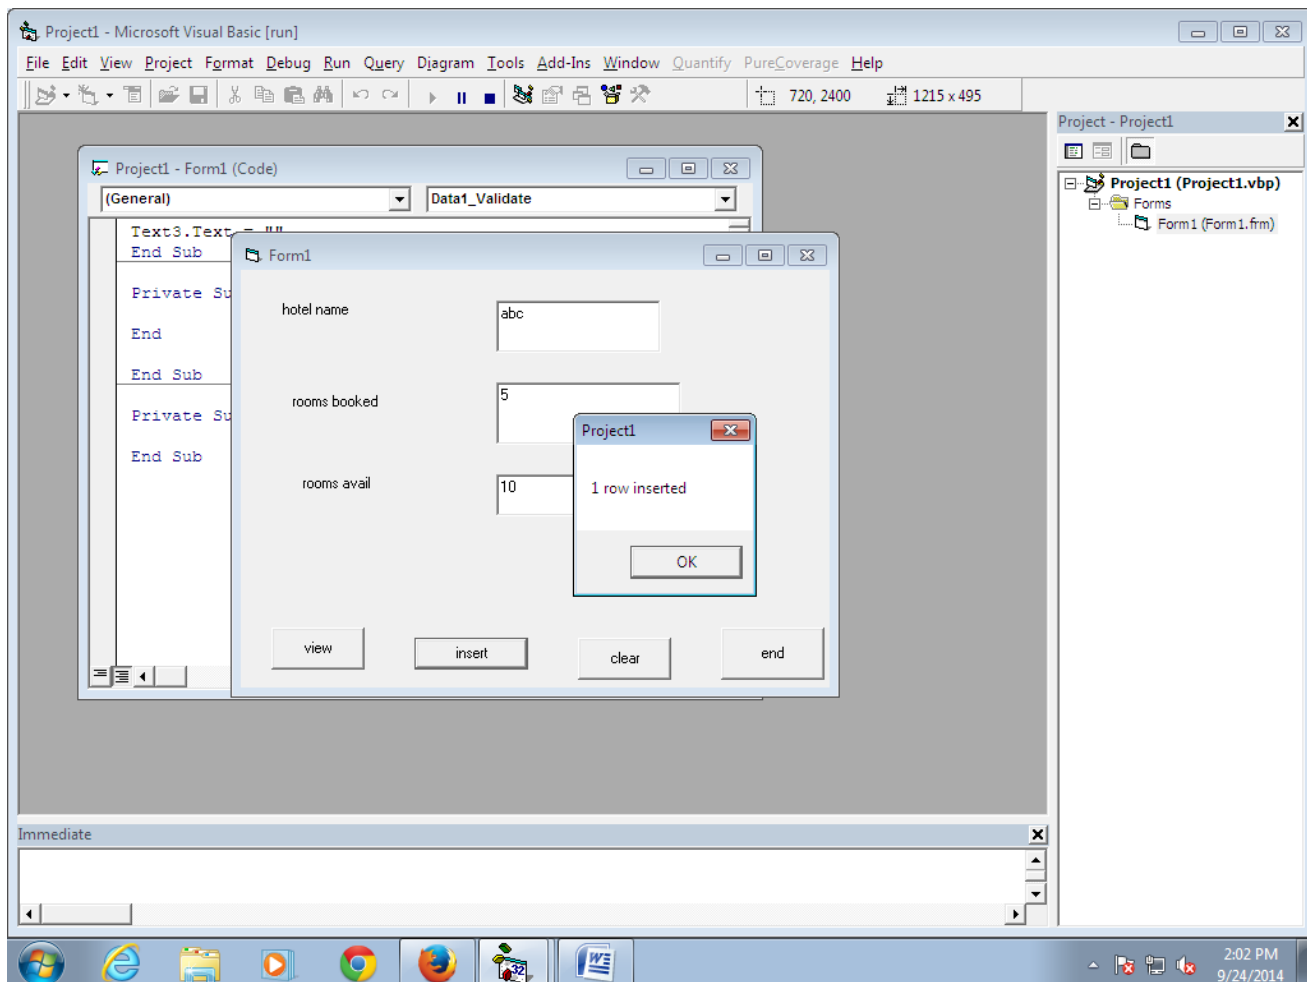 Project1 - Microsoft Visual Basic [run]
File Edit View Project Format Debug Run Query Diagram Tools Add-Ins Window Quantify PureCoverage Help
720, 2400 1215 x 495
Project - Project1
Project1 (Project1.vbp)
Forms
Form1 (Form1.frm)
Project1 - Form1 (Code)
(General) Data1_Validate
Text3.Text = ""
End Sub
Private Su
End
End Sub
Private Su
End Sub
Form1
hotel name abc
rooms booked 5
rooms avail 10
Project1
1 row inserted
OK
view insert clear end
Immediate
32
W
2:02 PM
9/24/2014